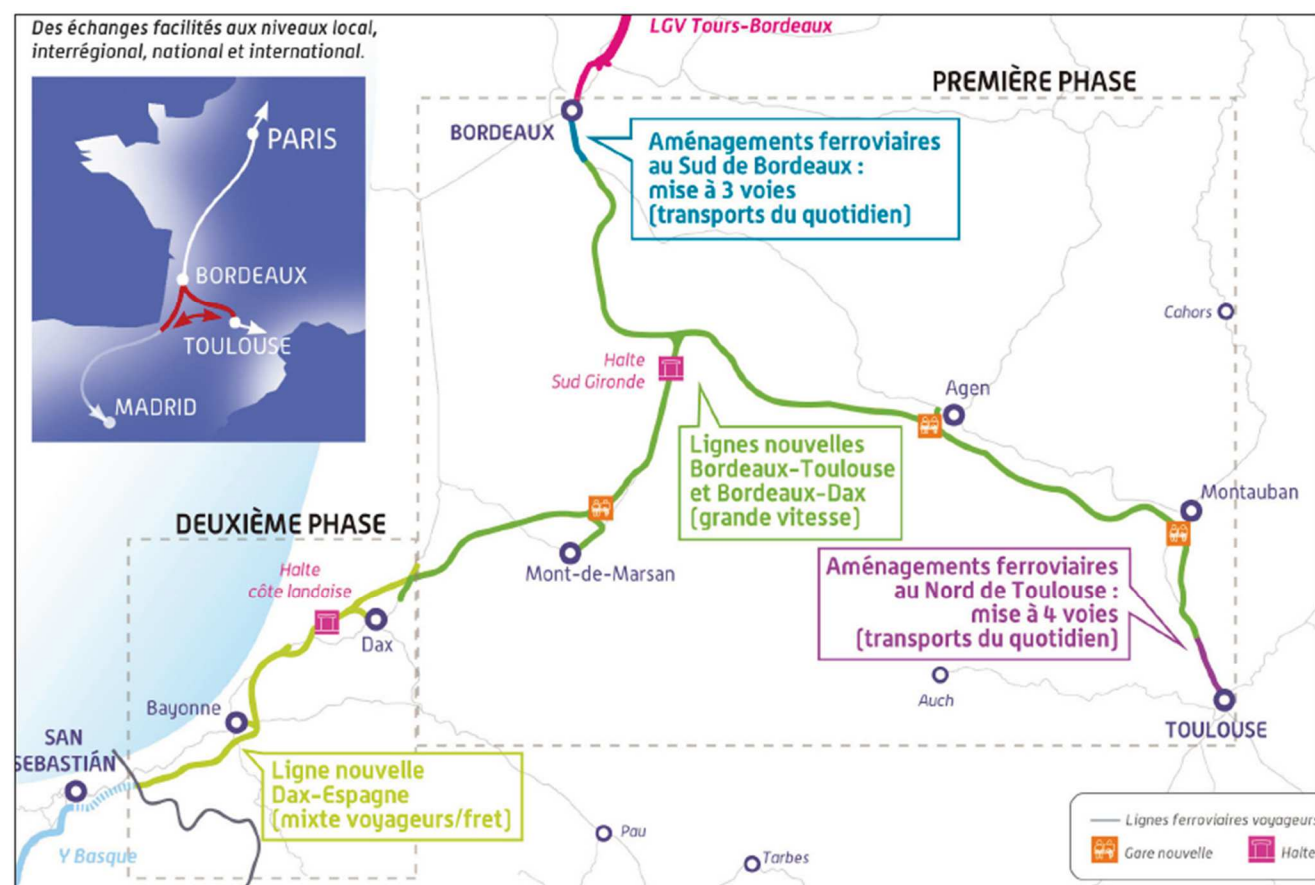 Des échanges facilités aux niveaux local,
interrégional, national et international.
PARIS
BORDEAUX
TOULOUSE
MADRID
LGV Tours-Bordeaux
PREMIÈRE PHASE
BORDEAUX
Aménagements ferroviaires
au Sud de Bordeaux :
mise à 3 voies
(transports du quotidien)
Cahors
Halte
Sud Gironde
Agen
Lignes nouvelles
Bordeaux-Toulouse
et Bordeaux-Dax
(grande vitesse)
Montauban
DEUXIÈME PHASE
Mont-de-Marsan
Aménagements ferroviaires
au Nord de Toulouse :
mise à 4 voies
(transports du quotidien)
Halte
côte landaise
Dax
Auch
Bayonne
TOULOUSE
SAN
SEBASTIÁN
Ligne nouvelle
Dax-Espagne
(mixte voyageurs/fret)
Y Basque
Pau
Tarbes
Lignes ferroviaires voyageurs
Gare nouvelle
Halte